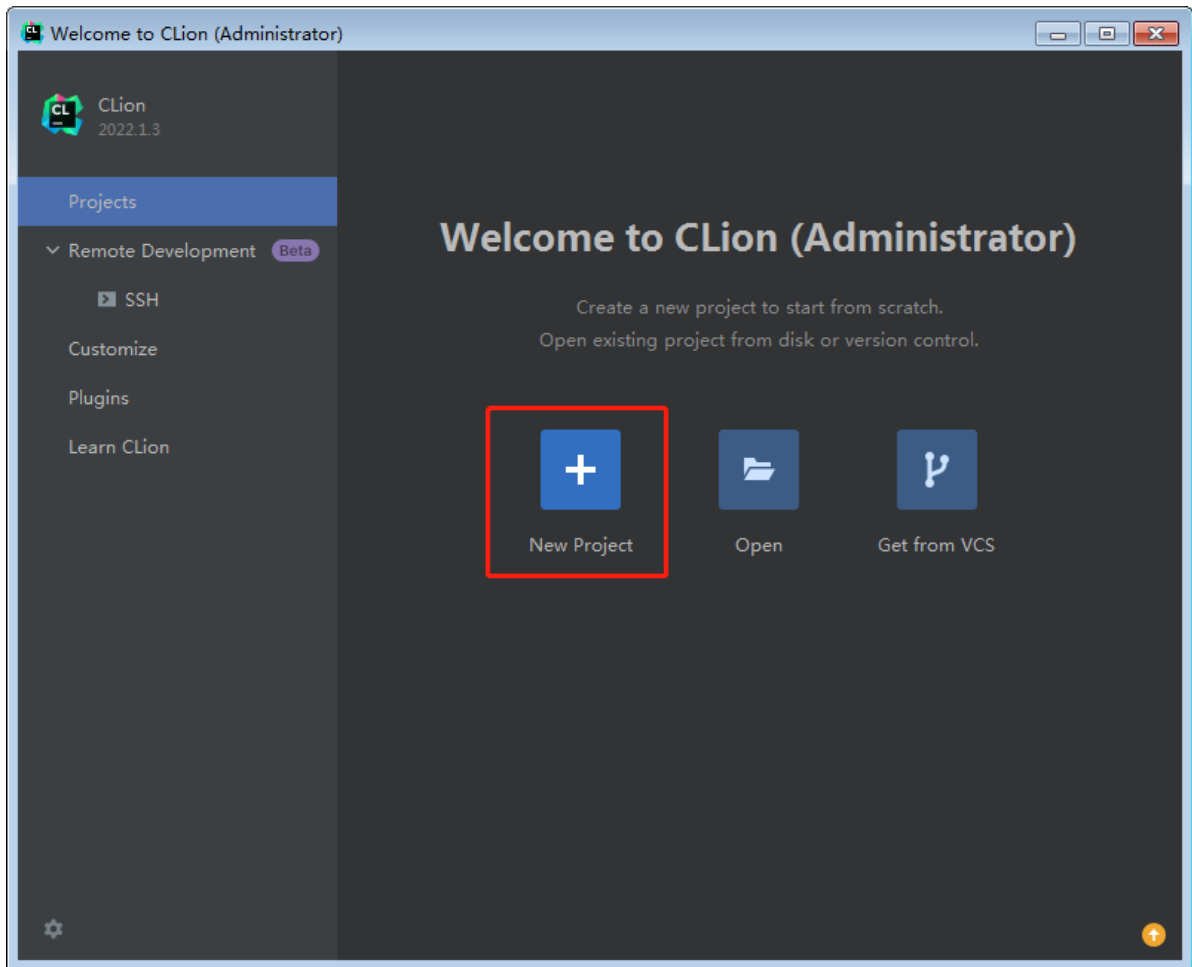 Welcome to CLion (Administrator)
CLion
2022.1.3
Projects
Remote Development Beta
SSH
Customize
Plugins
Learn CLion
Welcome to CLion (Administrator)
Create a new project to start from scratch.
Open existing project from disk or version control.
New Project
Open
Get from VCS